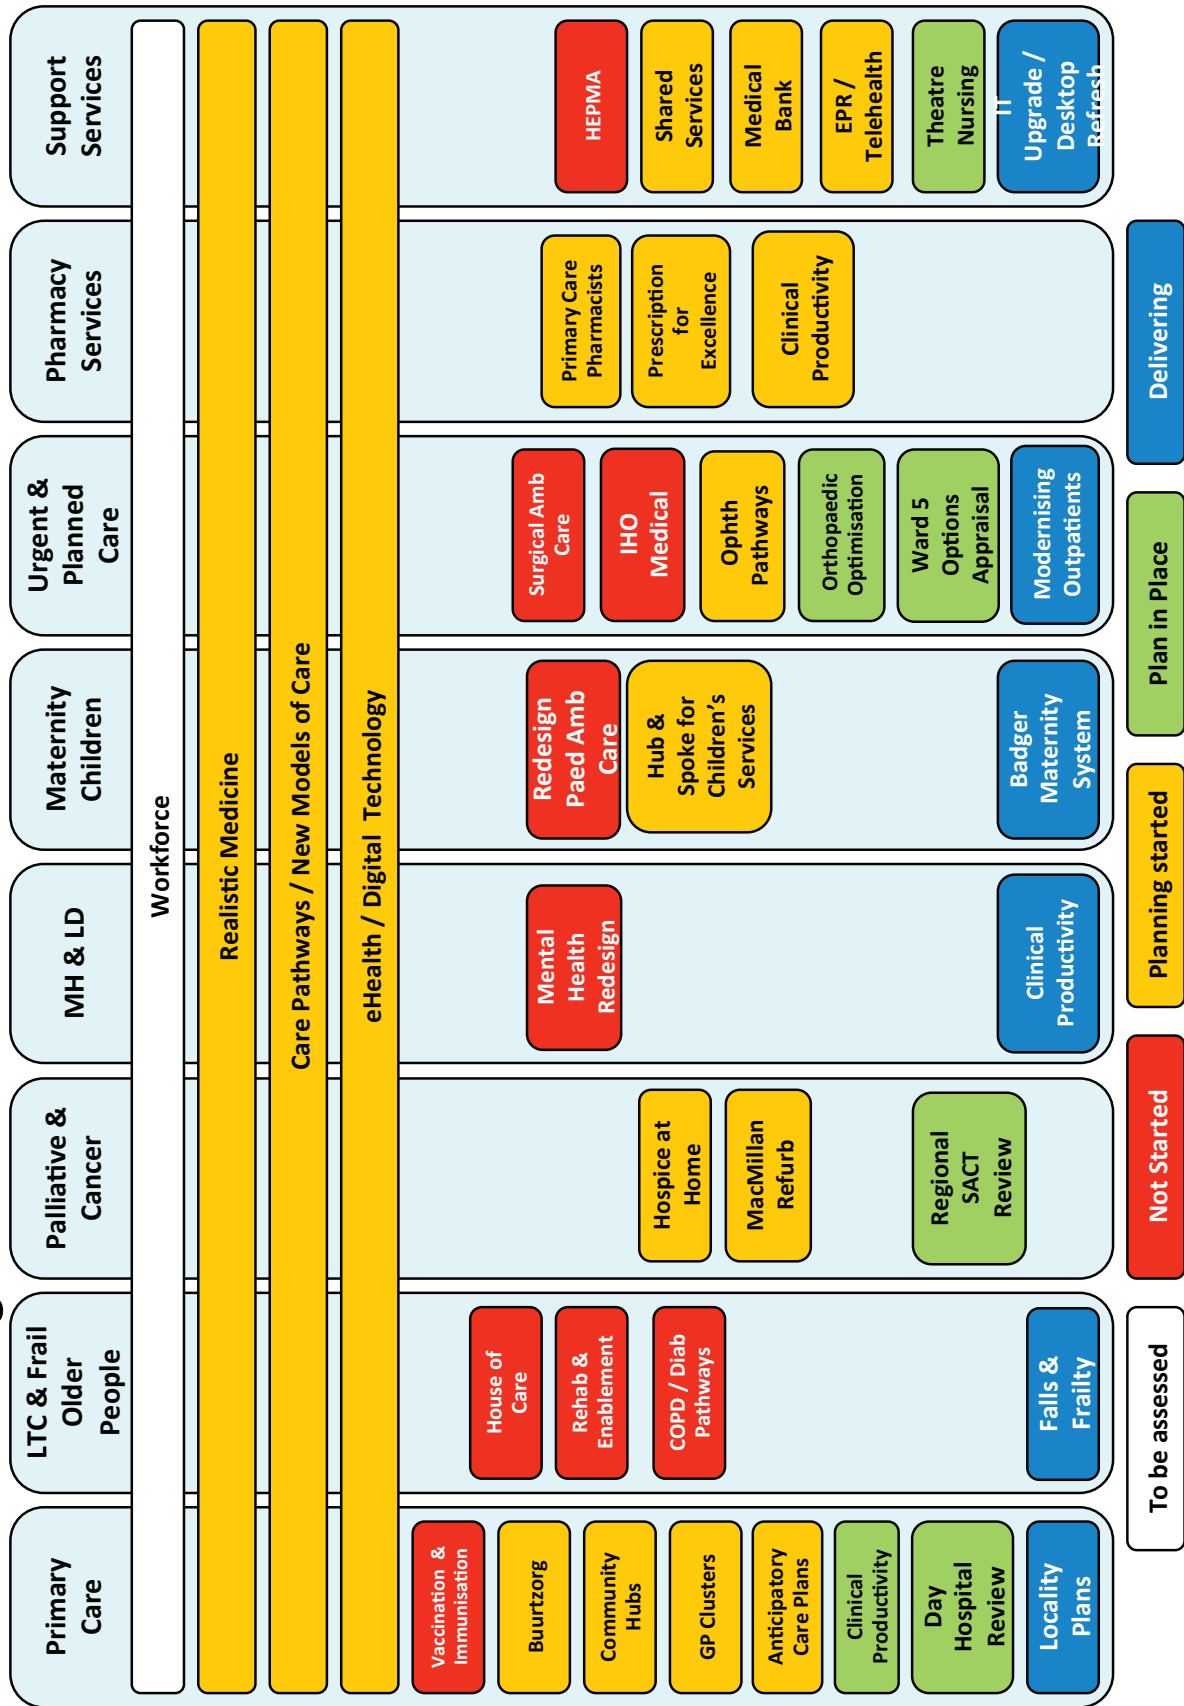 Primary
Care
LTC & Frail
Older
People
Palliative &
Cancer
MH & LD
Maternity
Children
Urgent &
Planned
Care
Pharmacy
Services
Support
Services
Workforce
Realistic Medicine
Care Pathways / New Models of Care
eHealth / Digital Technology
Vaccination &
Immunisation
Buurtzorg
Community
Hubs
GP Clusters
Anticipatory
Care Plans
Clinical
Productivity
Day
Hospital
Review
Locality
Plans
House of
Care
Rehab &
Enablement
COPD / Diab
Pathways
Falls &
Frailty
Hospice at
Home
MacMillan
Refurb
Regional
SACT
Review
Mental
Health
Redesign
Clinical
Productivity
Redesign
Paed Amb
Care
Hub &
Spoke for
Children's
Services
Badger
Maternity
System
Surgical Amb
Care
IHO
Medical
Ophth
Pathways
Orthopaedic
Optimisation
Ward 5
Options
Appraisal
Modernising
Outpatients
Primary Care
Pharmacists
Prescription
for
Excellence
Clinical
Productivity
HEPMA
Shared
Services
Medical
Bank
EPR /
Telehealth
Theatre
Nursing
IT
Upgrade /
Desktop
Refresh
To be assessed
Not Started
Planning started
Plan in Place
Delivering